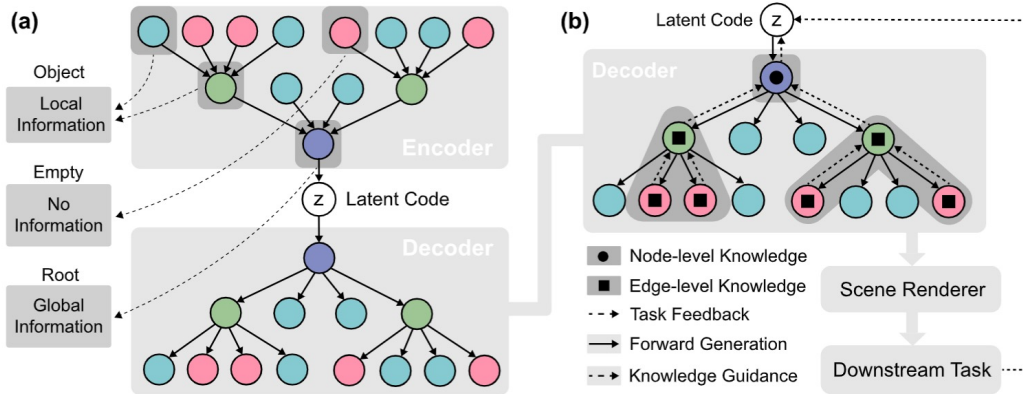 (a)
Object
Local
Information
Empty
No
Information
Root
Global
Information
Encoder
z
Latent Code
Decoder
(b)
Latent Code
z
Decoder
Node-level Knowledge
Edge-level Knowledge
Task Feedback
Forward Generation
Knowledge Guidance
Scene Renderer
Downstream Task